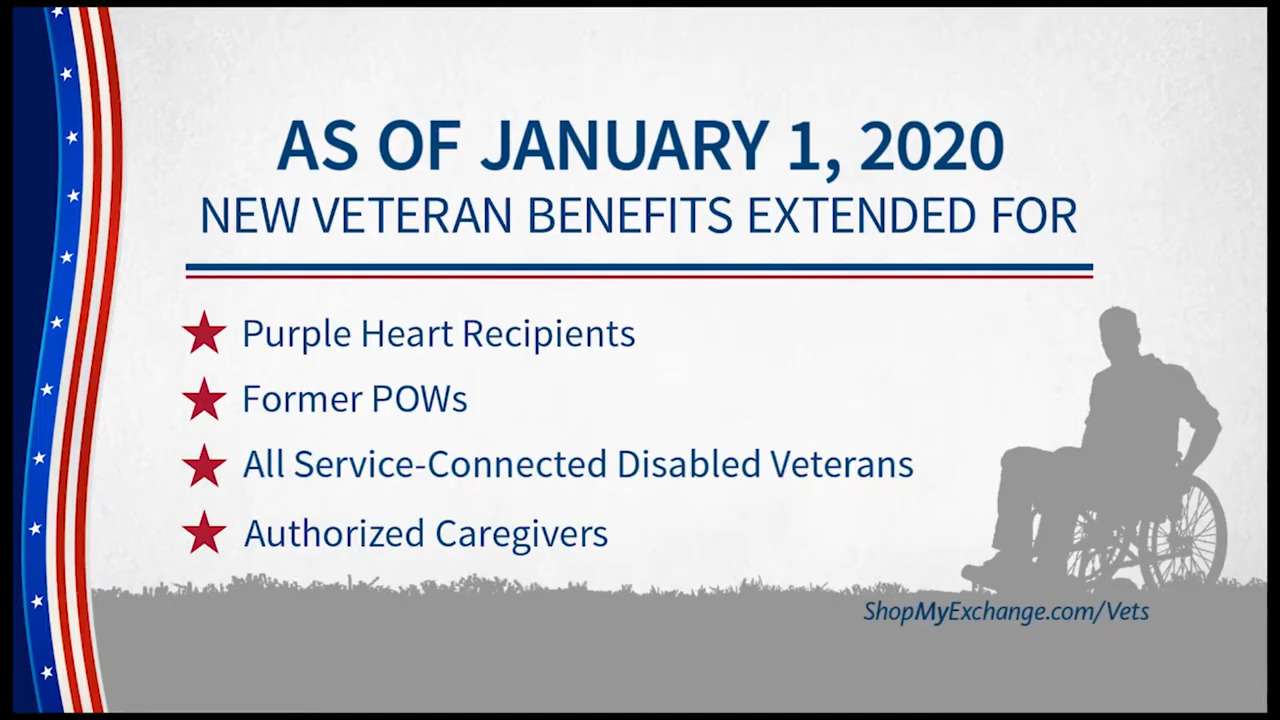 AS OF JANUARY 1, 2020
NEW VETERAN BENEFITS EXTENDED FOR
Purple Heart Recipients
Former POWs
All Service-Connected Disabled Veterans
Authorized Caregivers
ShopMyExchange.com/Vets